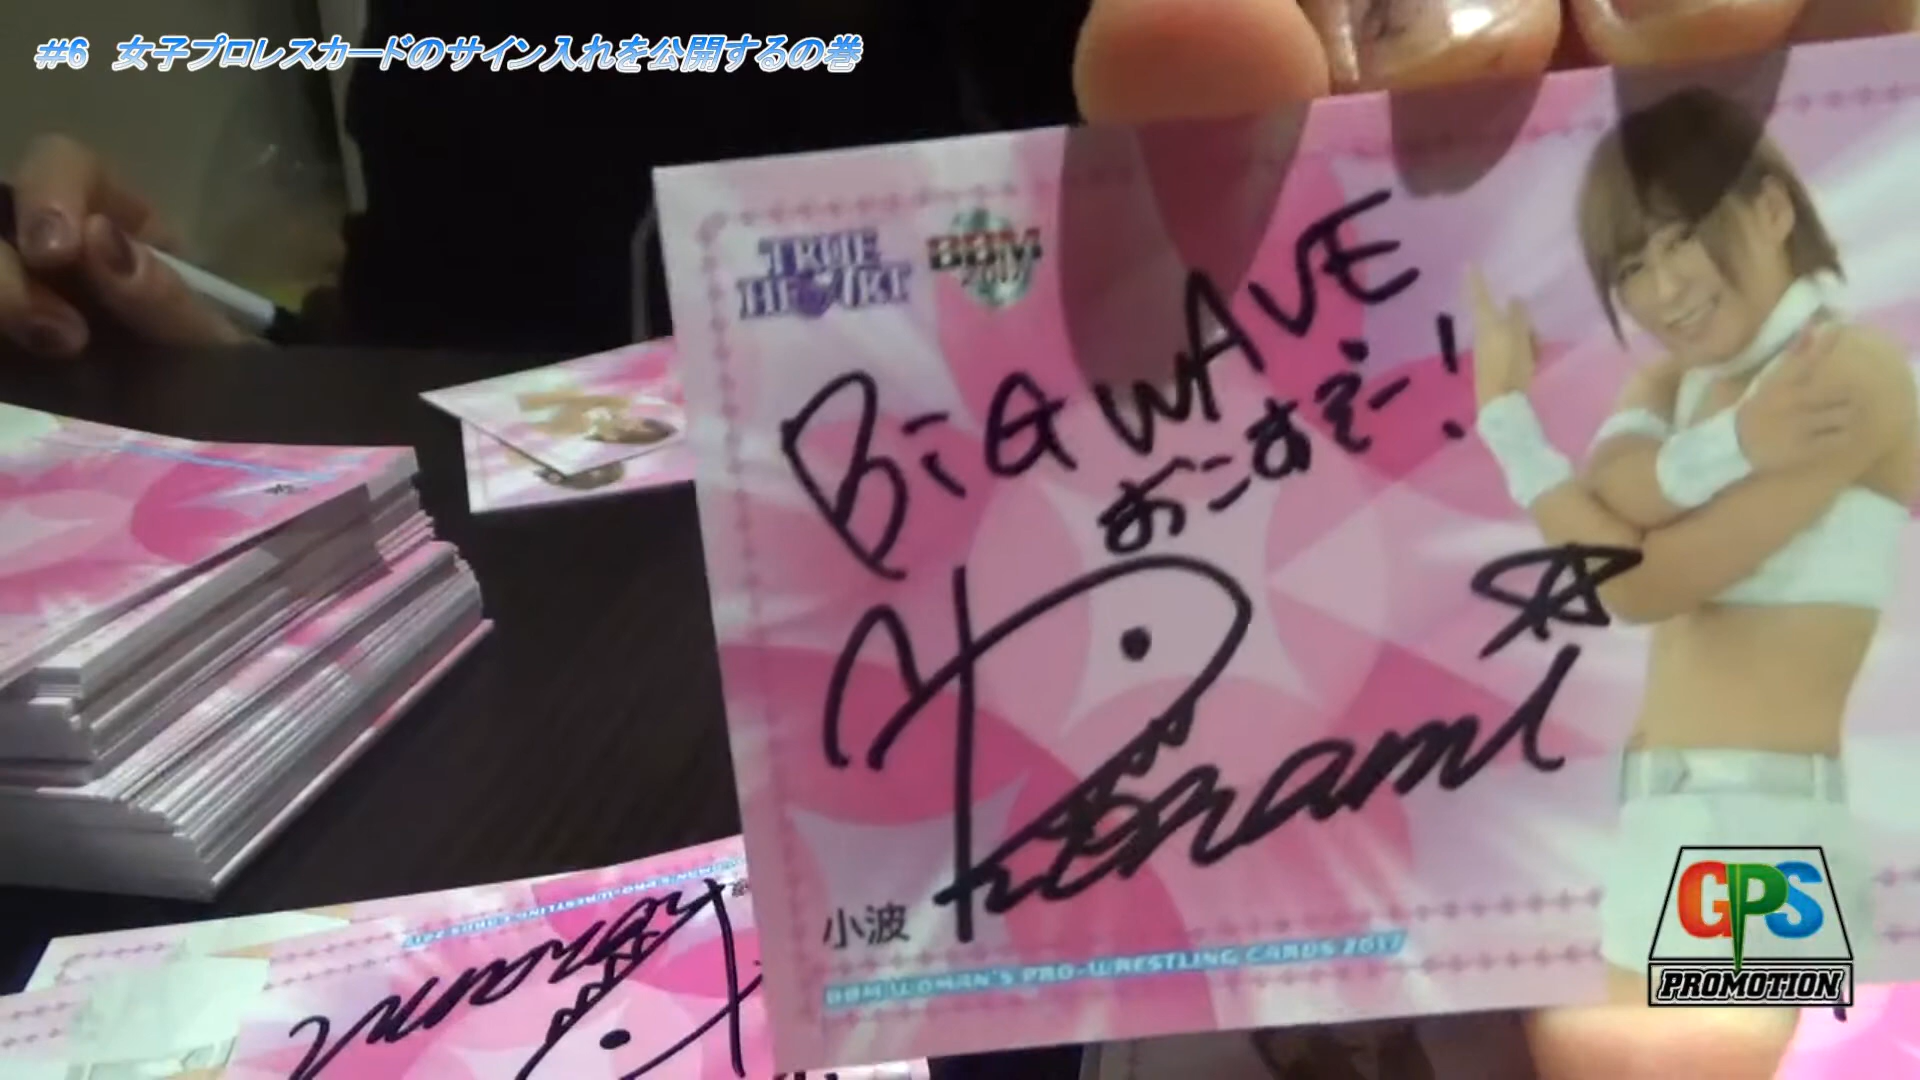 #6 女子プロレスカードのサイン入れを公開するの巻
TRUE HEART
BBM 2017
BiG WAVE
おこすぞー!
Konami
小波
BBM WOMAN'S PRO-WRESTLING CARDS 2017
GPS
PROMOTION